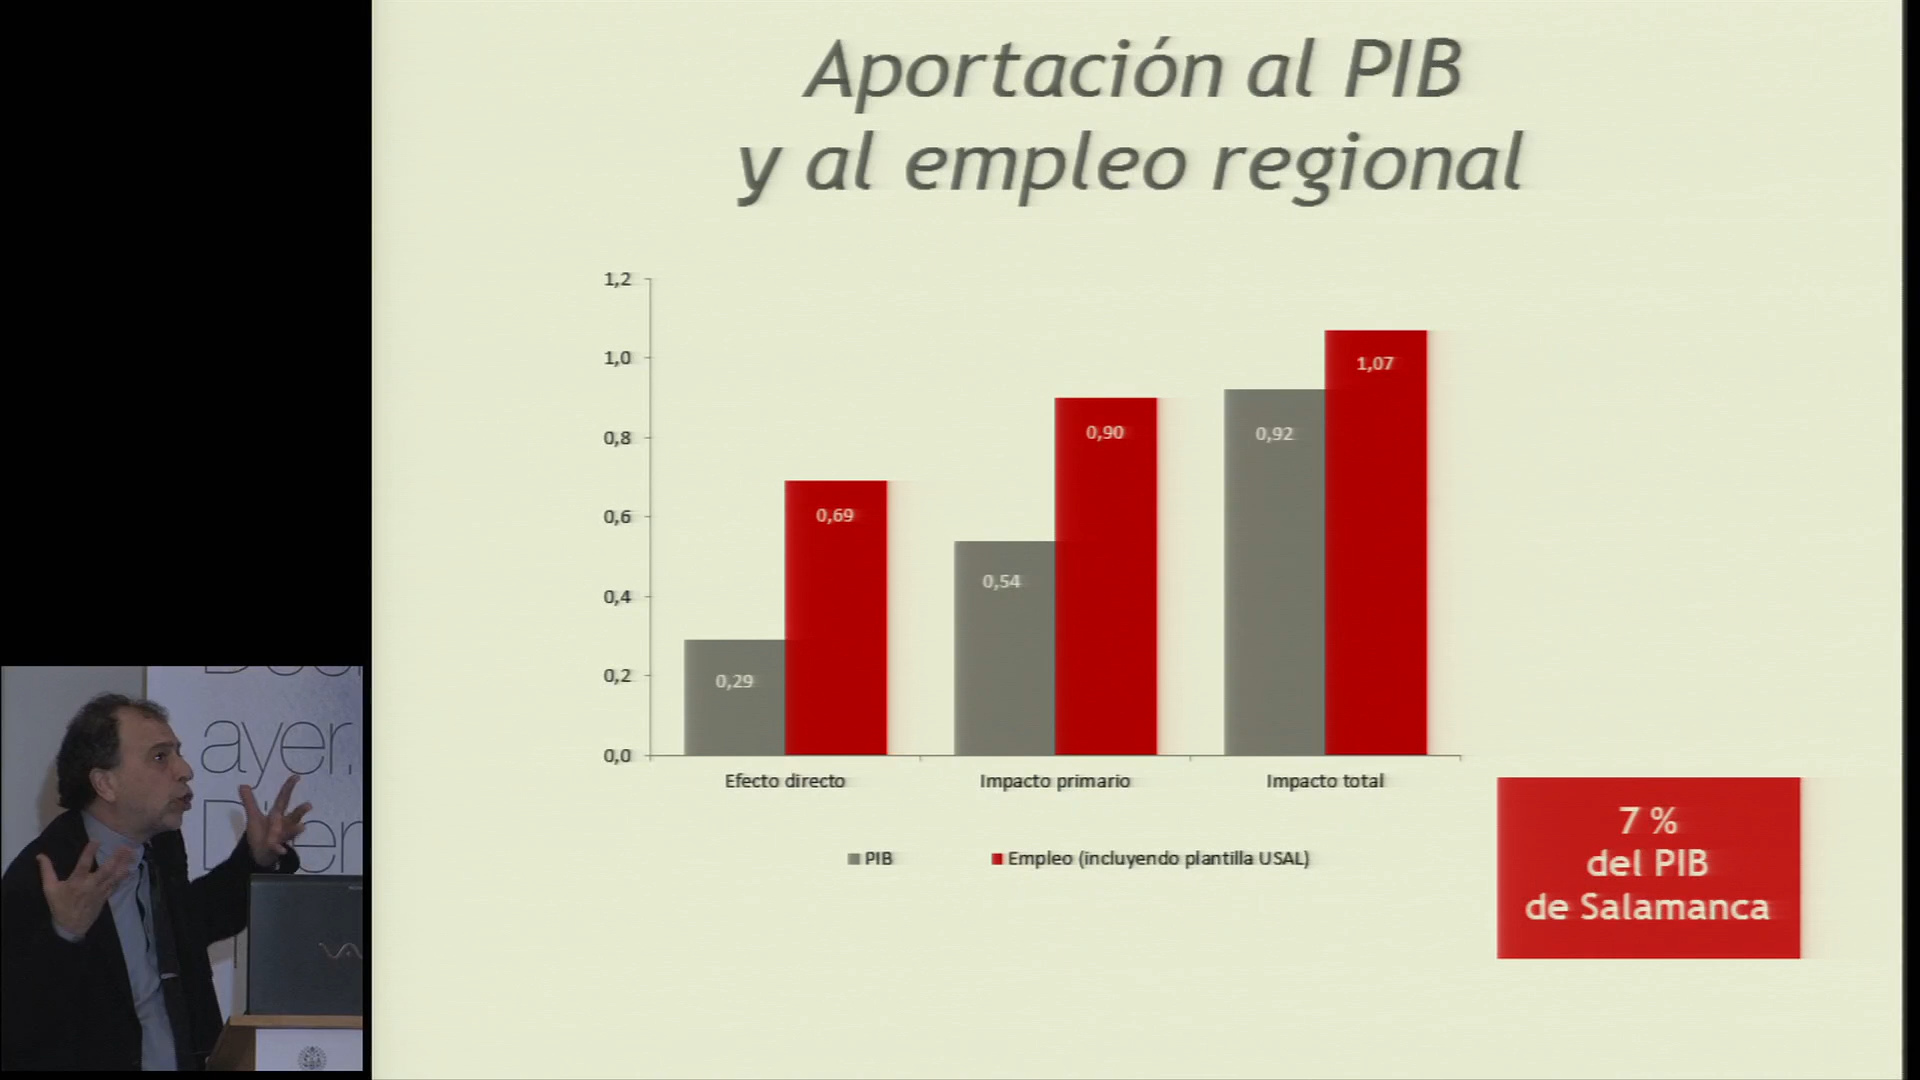 Aportación al PIB
y al empleo regional
1,2
1,0
0,8
0,6
0,4
0,2
0,0
0,29
0,69
0,54
0,90
0,92
1,07
Efecto directo
Impacto primario
Impacto total
PIB
Empleo (incluyendo plantilla USAL)
7 %
del PIB
de Salamanca
ayer.